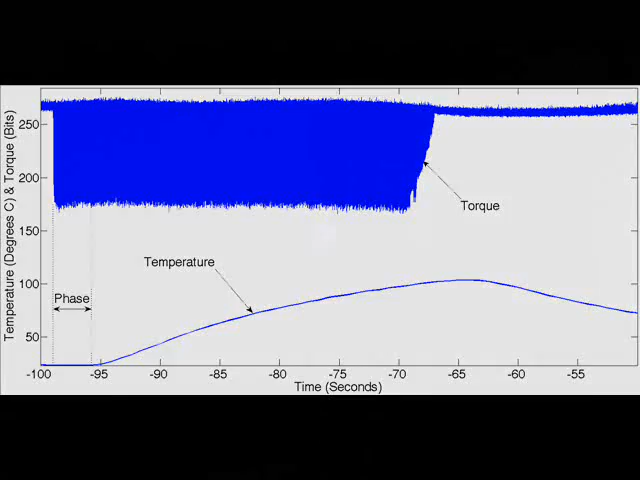 Temperature (Degrees C) & Torque (Bits)
250
200
150
100
50
Torque
Temperature
Phase
-100 -95 -90 -85 -80 -75 -70 -65 -60 -55
Time (Seconds)